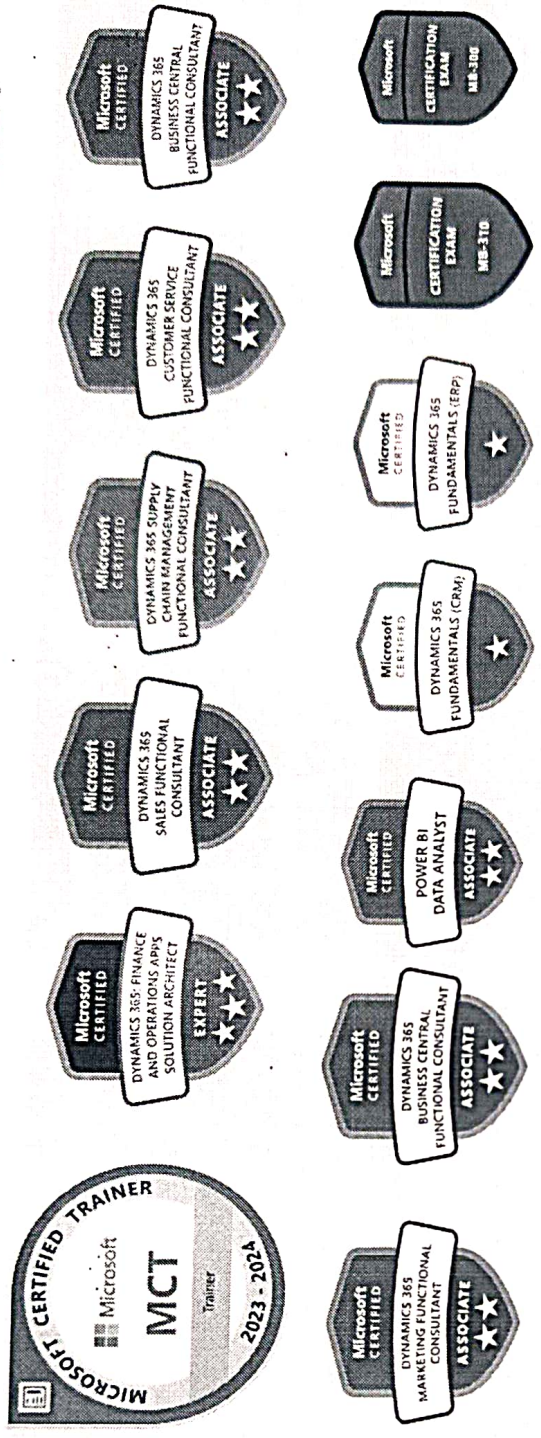 MICROSOFT CERTIFIED TRAINER
Microsoft
MCT
Trainer
2023 - 2024
Microsoft
CERTIFIED
DYNAMICS 365: FINANCE
AND OPERATIONS APPS
SOLUTION ARCHITECT
EXPERT
Microsoft
CERTIFIED
DYNAMICS 365
SALES FUNCTIONAL
CONSULTANT
ASSOCIATE
Microsoft
CERTIFIED
DYNAMICS 365 SUPPLY
CHAIN MANAGEMENT
FUNCTIONAL CONSULTANT
ASSOCIATE
Microsoft
CERTIFIED
DYNAMICS 365
CUSTOMER SERVICE
FUNCTIONAL CONSULTANT
ASSOCIATE
Microsoft
CERTIFIED
DYNAMICS 365
BUSINESS CENTRAL
FUNCTIONAL CONSULTANT
ASSOCIATE
Microsoft
CERTIFIED
DYNAMICS 365
MARKETING FUNCTIONAL
CONSULTANT
ASSOCIATE
Microsoft
CERTIFIED
DYNAMICS 365
BUSINESS CENTRAL
FUNCTIONAL CONSULTANT
ASSOCIATE
Microsoft
CERTIFIED
POWER BI
DATA ANALYST
ASSOCIATE
Microsoft
CERTIFIED
DYNAMICS 365
FUNDAMENTALS (CRM)
Microsoft
CERTIFIED
DYNAMICS 365
FUNDAMENTALS (ERP)
Microsoft
CERTIFICATION
EXAM
MB-310
Microsoft
CERTIFICATION
EXAM
MB-300